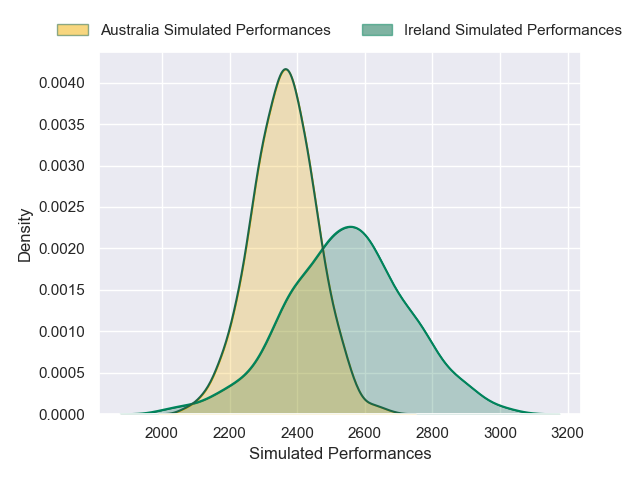 Australia Simulated Performances Ireland Simulated Performances
0.0040
0.0035
0.0030
0.0025
0.0020
0.0015
0.0010
0.0005
0.0000
Density
2000 2200 2400 2600 2800 3000 3200
Simulated Performances